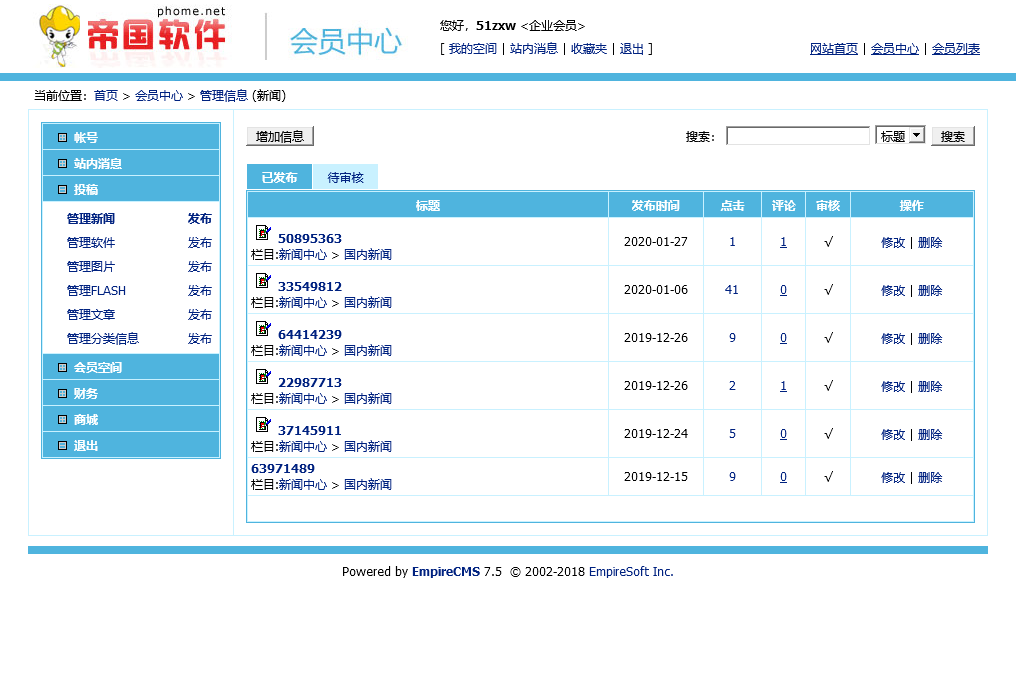 phome.net
帝国软件
会员中心
您好，51zxw <企业会员>
[ 我的空间 | 站内消息 | 收藏夹 | 退出 ]
网站首页 | 会员中心 | 会员列表
当前位置：首页 > 会员中心 > 管理信息 (新闻)
帐号
站内消息
投稿
管理新闻 发布
管理软件 发布
管理图片 发布
管理FLASH 发布
管理文章 发布
管理分类信息 发布
会员空间
财务
商城
退出
增加信息 搜索： 标题 搜索
已发布 待审核
标题 发布时间 点击 评论 审核 操作
50895363
栏目:新闻中心 > 国内新闻 2020-01-27 1 1 √ 修改 | 删除
33549812
栏目:新闻中心 > 国内新闻 2020-01-06 41 0 √ 修改 | 删除
64414239
栏目:新闻中心 > 国内新闻 2019-12-26 9 0 √ 修改 | 删除
22987713
栏目:新闻中心 > 国内新闻 2019-12-26 2 1 √ 修改 | 删除
37145911
栏目:新闻中心 > 国内新闻 2019-12-24 5 0 √ 修改 | 删除
63971489
栏目:新闻中心 > 国内新闻 2019-12-15 9 0 √ 修改 | 删除
Powered by EmpireCMS 7.5 © 2002-2018 EmpireSoft Inc.